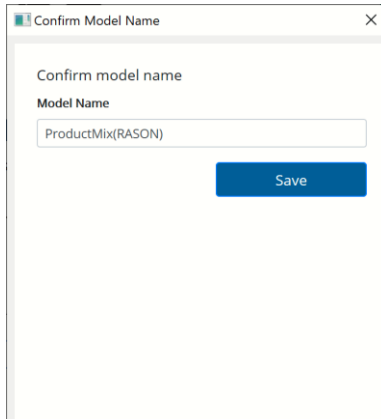 Confirm Model Name
Confirm model name
Model Name
ProductMix(RASON)
Save